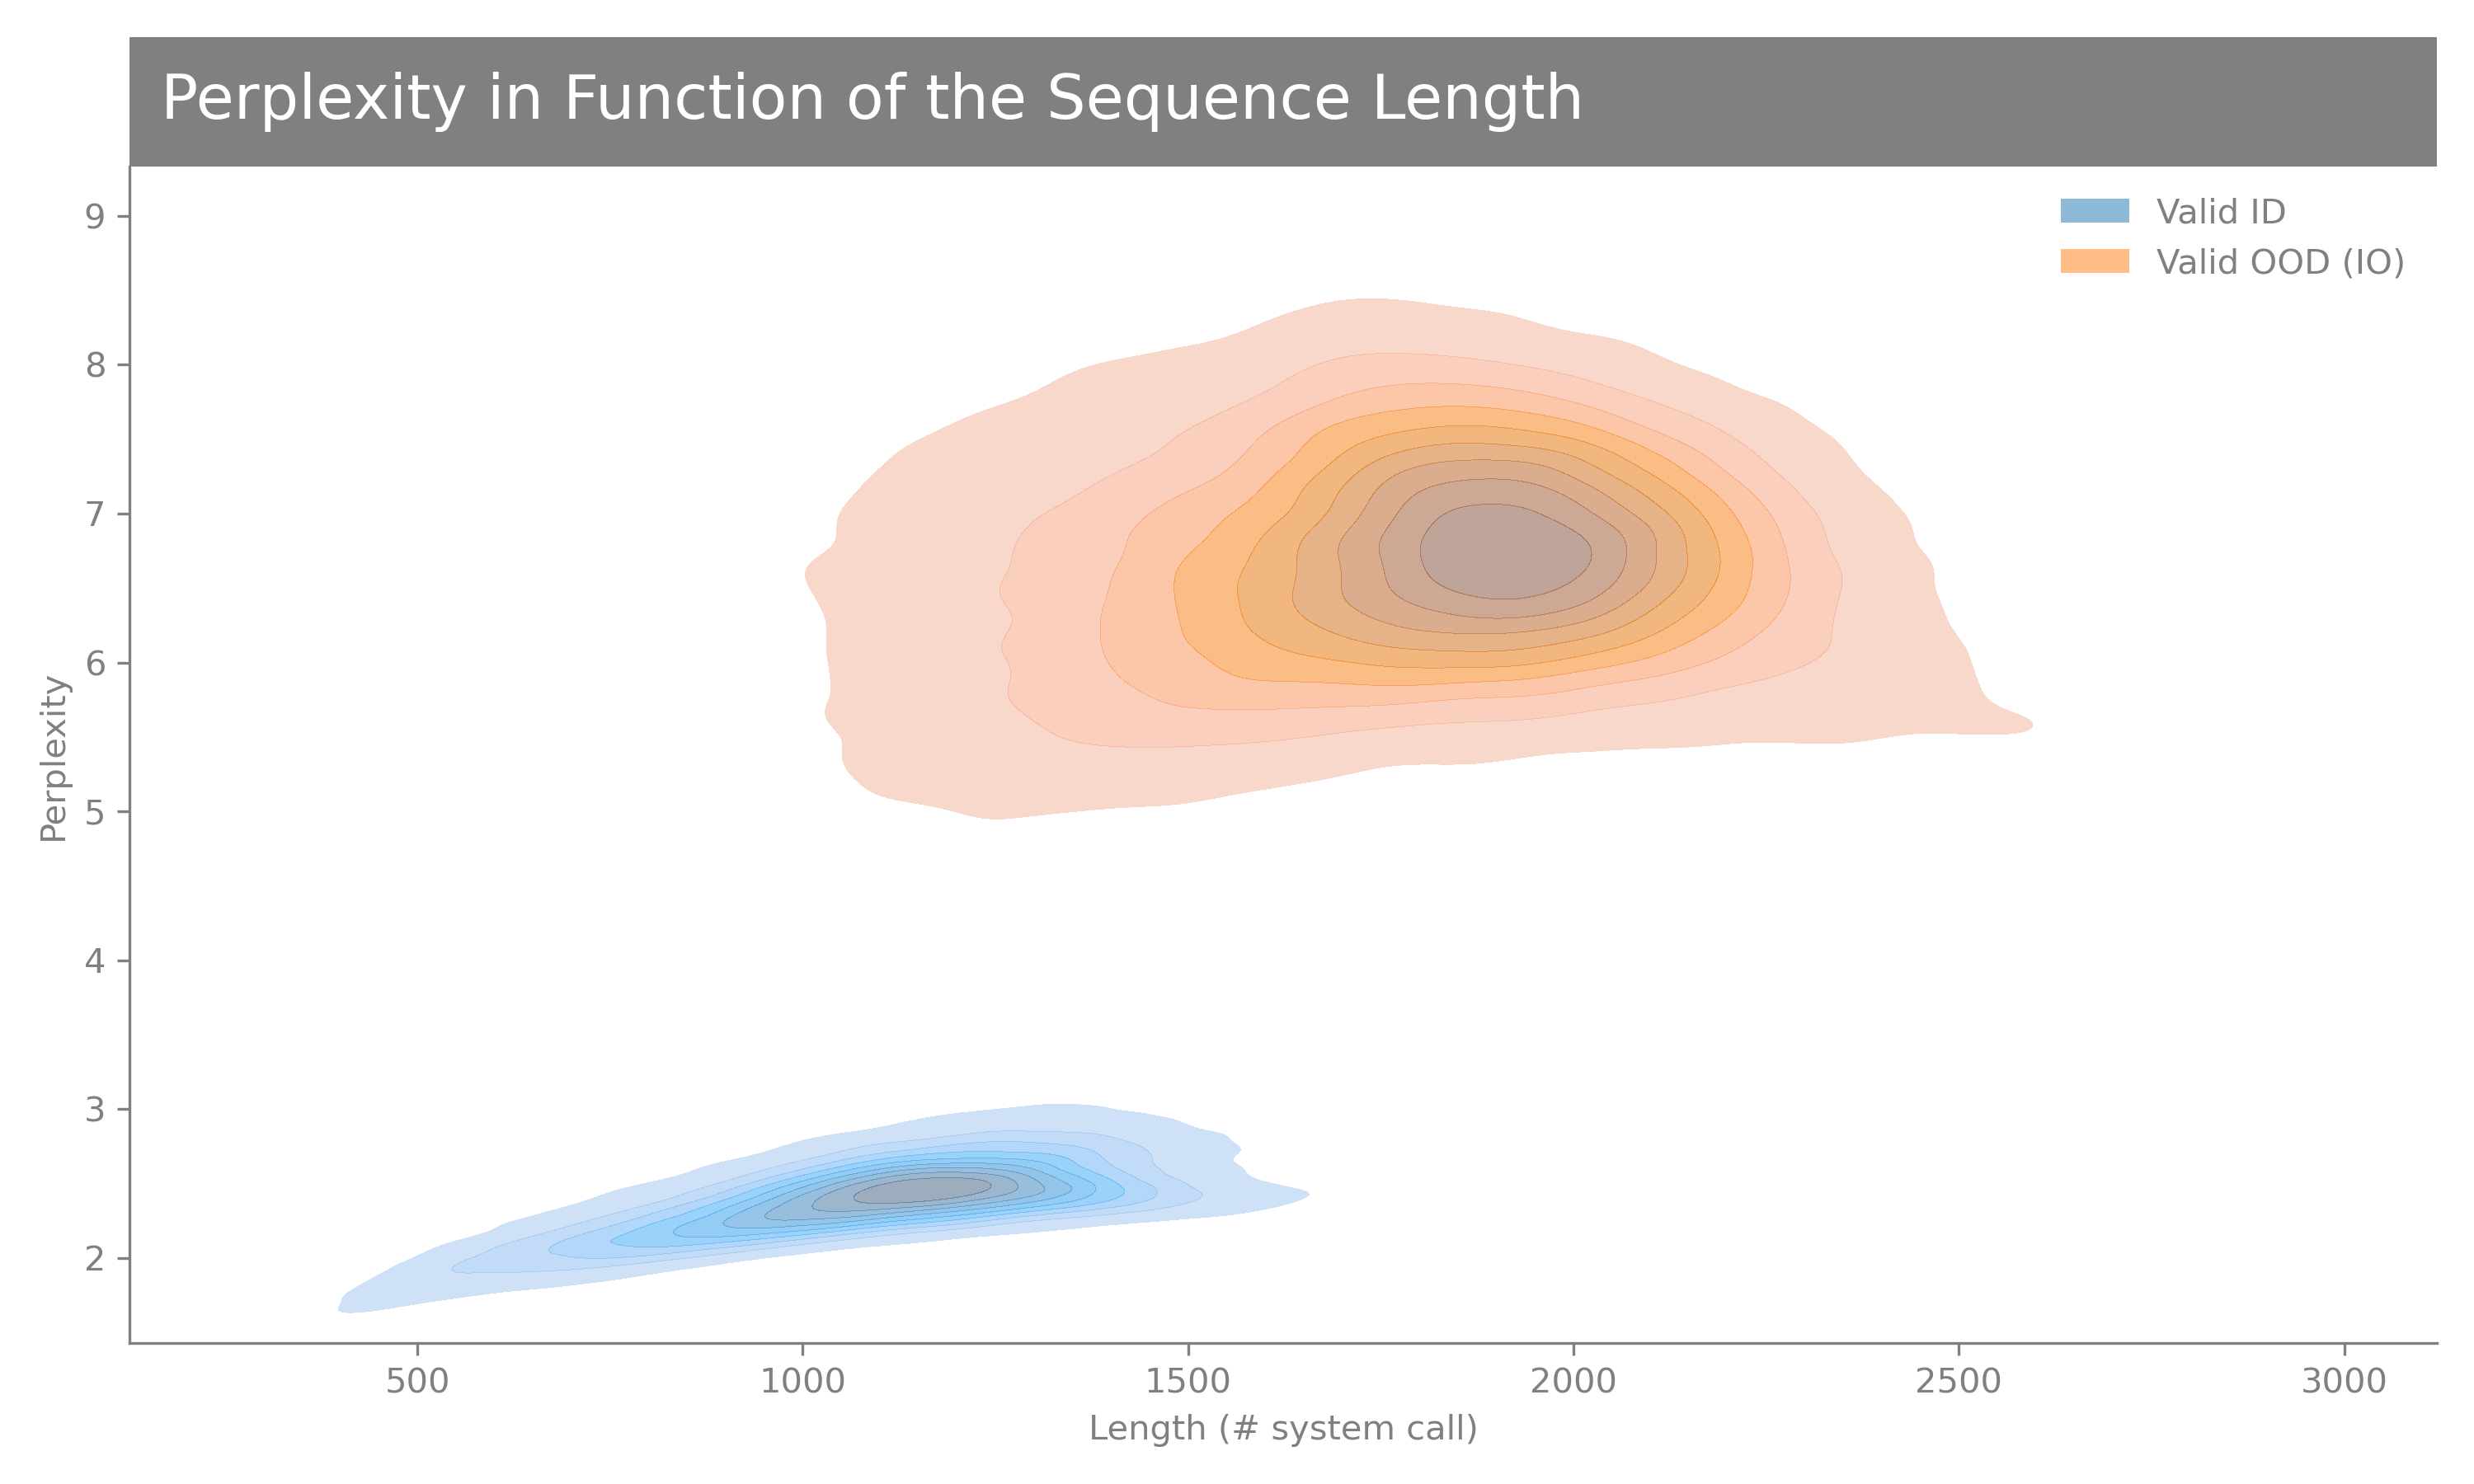 Perplexity in Function of the Sequence Length
Valid ID
Valid OOD (IO)
9
8
7
6
5
4
3
2
Perplexity
500
1000
1500
2000
2500
3000
Length (# system call)